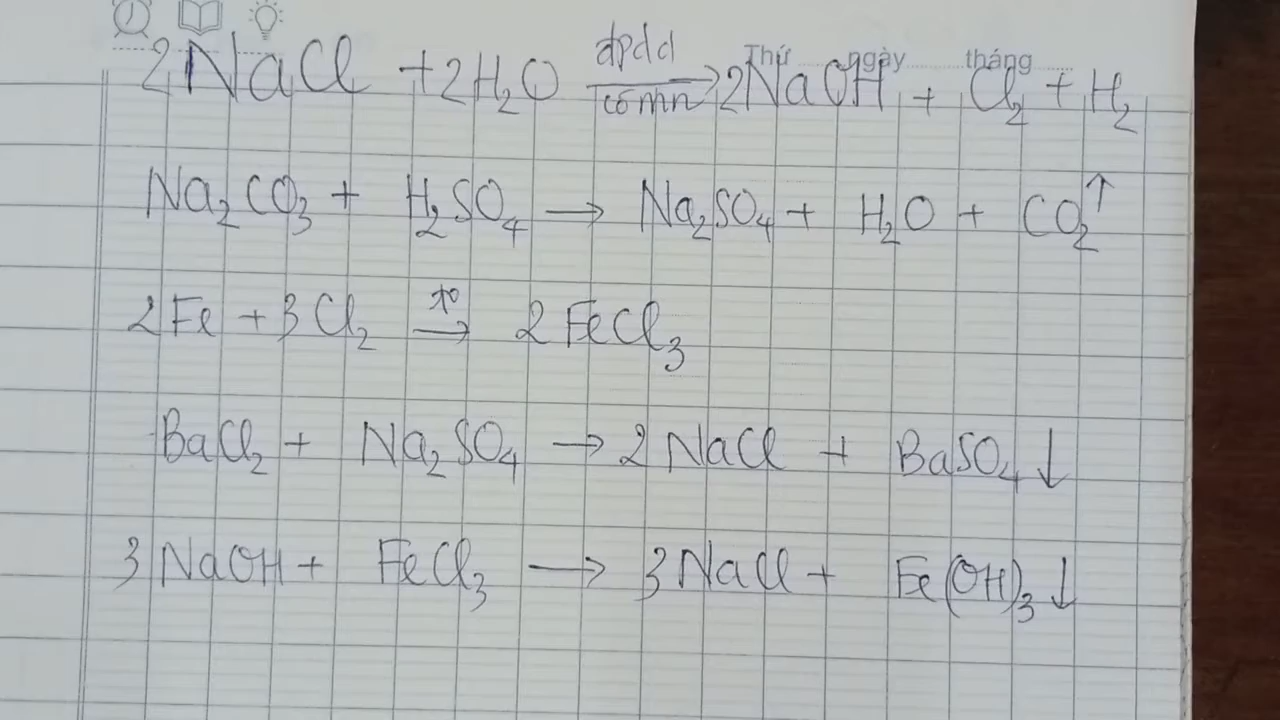 Thứ ngày tháng
2NaCl + 2H₂O đpdd/có mn → 2NaOH + Cl₂ + H₂
Na₂CO₃ + H₂SO₄ → Na₂SO₄ + H₂O + CO₂↑
2Fe + 3Cl₂ t° → 2FeCl₃
BaCl₂ + Na₂SO₄ → 2NaCl + BaSO₄↓
3NaOH + FeCl₃ → 3NaCl + Fe(OH)₃↓